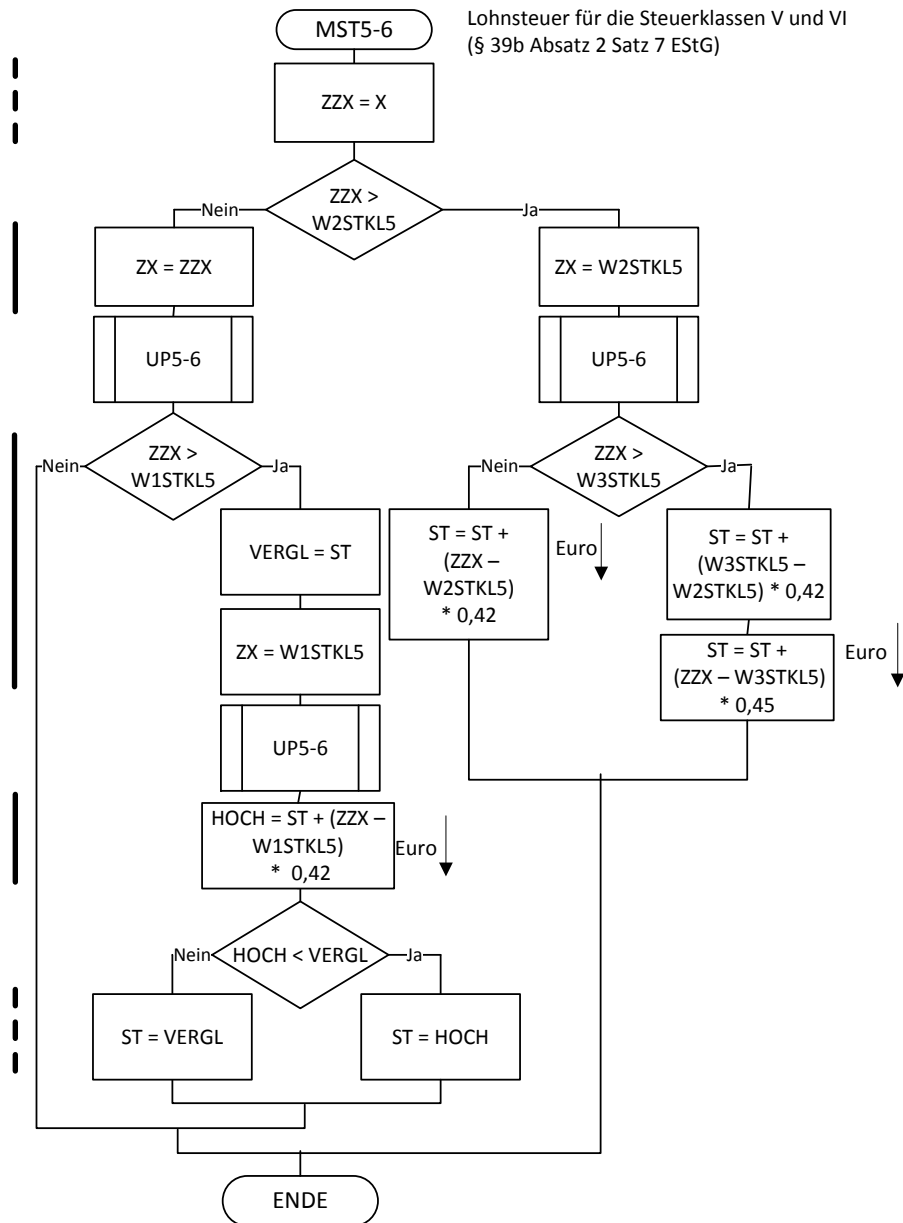 MST5-6
Lohnsteuer für die Steuerklassen V und VI
(§ 39b Absatz 2 Satz 7 EStG)
ZZX = X
ZZX >
W2STKL5
Nein
Ja
ZX = ZZX
ZX = W2STKL5
UP5-6
UP5-6
ZZX >
W1STKL5
Nein
Ja
ZZX >
W3STKL5
Nein
Ja
VERGL = ST
ST = ST +
(ZZX –
W2STKL5)
* 0,42
Euro
ST = ST +
(W3STKL5 –
W2STKL5) * 0,42
ZX = W1STKL5
ST = ST +
(ZZX – W3STKL5)
* 0,45
Euro
UP5-6
HOCH = ST + (ZZX –
W1STKL5)
* 0,42
Euro
HOCH < VERGL
Nein
Ja
ST = VERGL
ST = HOCH
ENDE